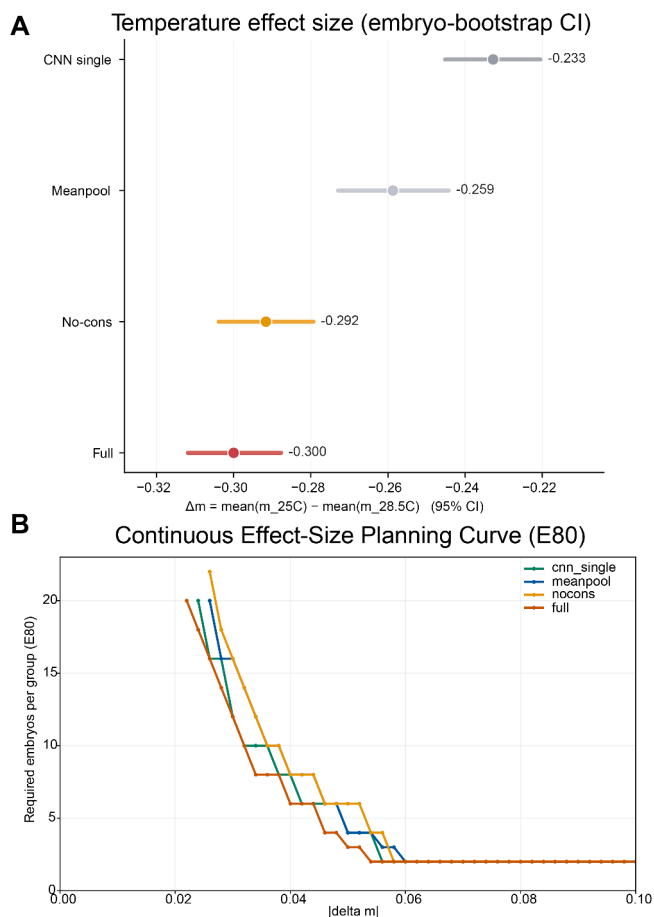 A
Temperature effect size (embryo-bootstrap CI)
CNN single
-0.233
Meanpool
-0.259
No-cons
-0.292
Full
-0.300
−0.32 −0.30 −0.28 −0.26 −0.24 −0.22
Δm = mean(m_25C) − mean(m_28.5C) (95% CI)
B
Continuous Effect-Size Planning Curve (E80)
cnn_single
meanpool
nocons
full
Required embryos per group (E80)
20
15
10
5
0
0.00 0.02 0.04 0.06 0.08 0.10
|delta m|